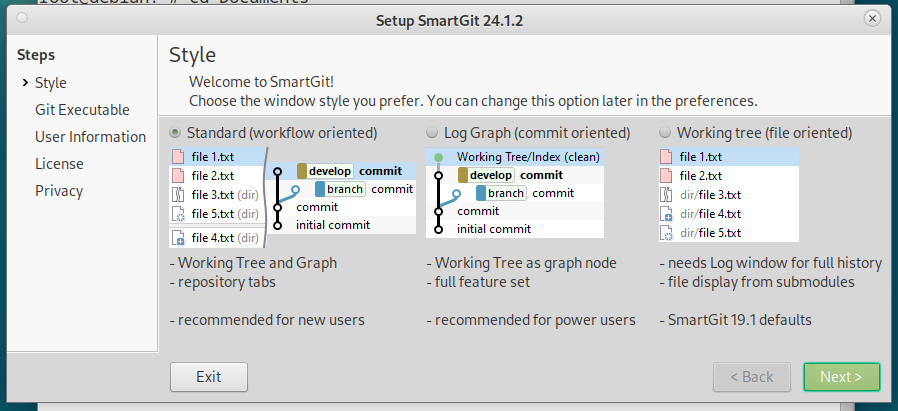 root@debian:~# cd Documents
Setup SmartGit 24.1.2
Steps
Style
Git Executable
User Information
License
Privacy
Style
Welcome to SmartGit!
Choose the window style you prefer. You can change this option later in the preferences.
Standard (workflow oriented)
file 1.txt
file 2.txt
file 3.txt (dir)
file 5.txt (dir)
file 4.txt (dir)
develop commit
branch commit
commit
initial commit
- Working Tree and Graph
- repository tabs
- recommended for new users
Log Graph (commit oriented)
Working Tree/Index (clean)
develop commit
branch commit
commit
initial commit
- Working Tree as graph node
- full feature set
- recommended for power users
Working tree (file oriented)
file 1.txt
file 2.txt
dir/file 3.txt
dir/file 4.txt
dir/file 5.txt
- needs Log window for full history
- file display from submodules
- SmartGit 19.1 defaults
Exit
< Back
Next >